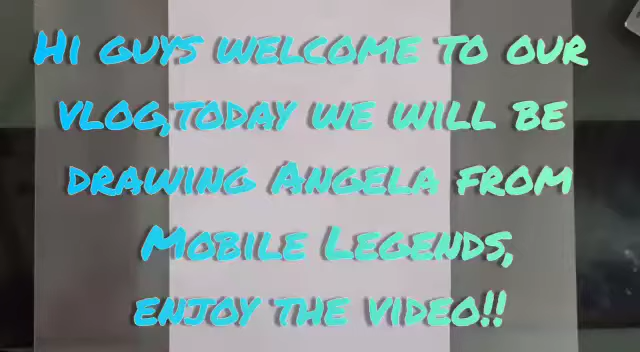 Hi guys welcome to our
vlog,today we will be
drawing Angela from
Mobile Legends,
enjoy the video!!